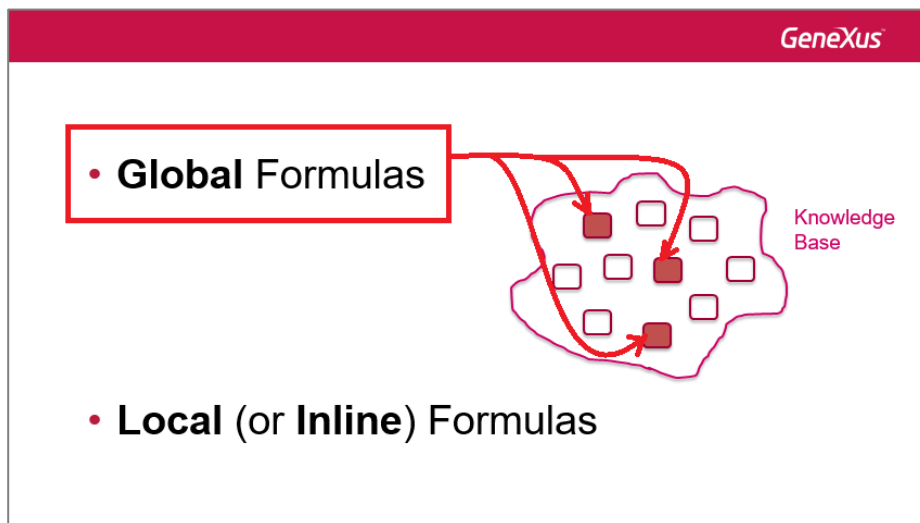 GeneXus
• Global Formulas
Knowledge
Base
• Local (or Inline) Formulas